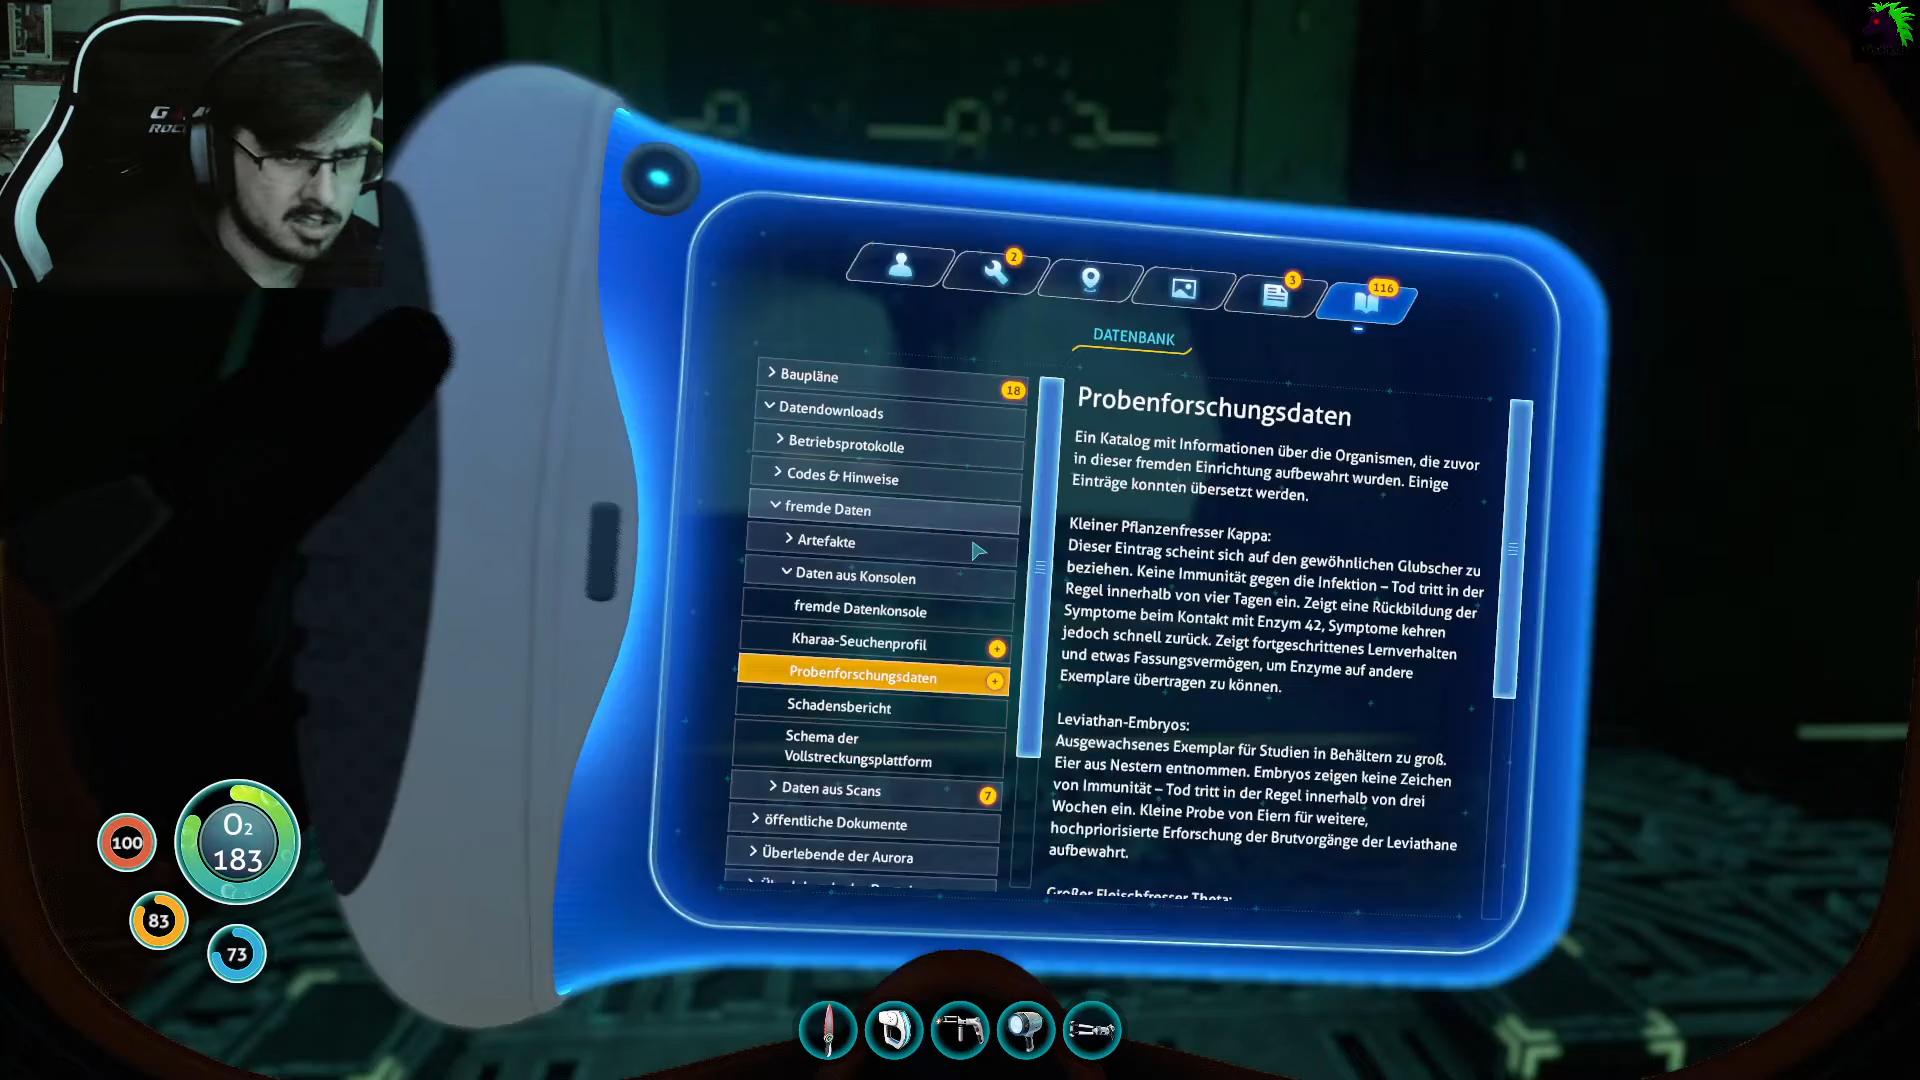 2
3
116
DATENBANK
Baupläne
18
Datendownloads
Betriebsprotokolle
Codes & Hinweise
fremde Daten
Artefakte
Daten aus Konsolen
fremde Datenkonsole
Kharaa-Seuchenprofil
Probenforschungsdaten
Schadensbericht
Schema der
Vollstreckungsplattform
Daten aus Scans
7
öffentliche Dokumente
Überlebende der Aurora
Probenforschungsdaten
Ein Katalog mit Informationen über die Organismen, die zuvor
in dieser fremden Einrichtung aufbewahrt wurden. Einige
Einträge konnten übersetzt werden.
Kleiner Pflanzenfresser Kappa:
Dieser Eintrag scheint sich auf den gewöhnlichen Glubscher zu
beziehen. Keine Immunität gegen die Infektion – Tod tritt in der
Regel innerhalb von vier Tagen ein. Zeigt eine Rückbildung der
Symptome beim Kontakt mit Enzym 42, Symptome kehren
jedoch schnell zurück. Zeigt fortgeschrittenes Lernverhalten
und etwas Fassungsvermögen, um Enzyme auf andere
Exemplare übertragen zu können.
Leviathan-Embryos:
Ausgewachsenes Exemplar für Studien in Behältern zu groß.
Eier aus Nestern entnommen. Embryos zeigen keine Zeichen
von Immunität – Tod tritt in der Regel innerhalb von drei
Wochen ein. Kleine Probe von Eiern für weitere,
hochpriorisierte Erforschung der Brutvorgänge der Leviathane
aufbewahrt.
Großer Fleischfresser Theta:
100
O2
183
83
73